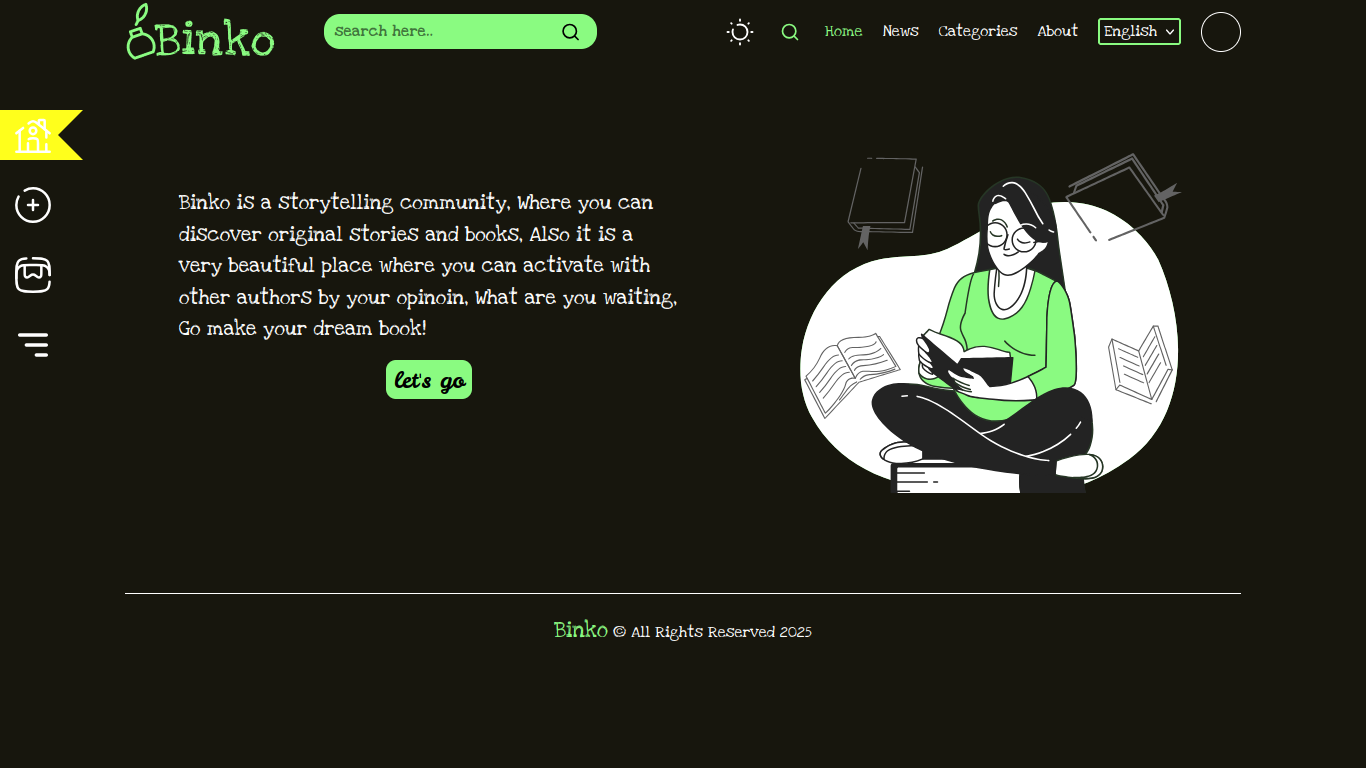 Binko
search here..
Home
News
Categories
About
English
Binko is a storytelling community, Where you can
discover original stories and books, Also it is a
very beautiful place where you can activate with
other authors by your opinoin, What are you waiting,
Go make your dream book!
let's go
Binko © All Rights Reserved 2025